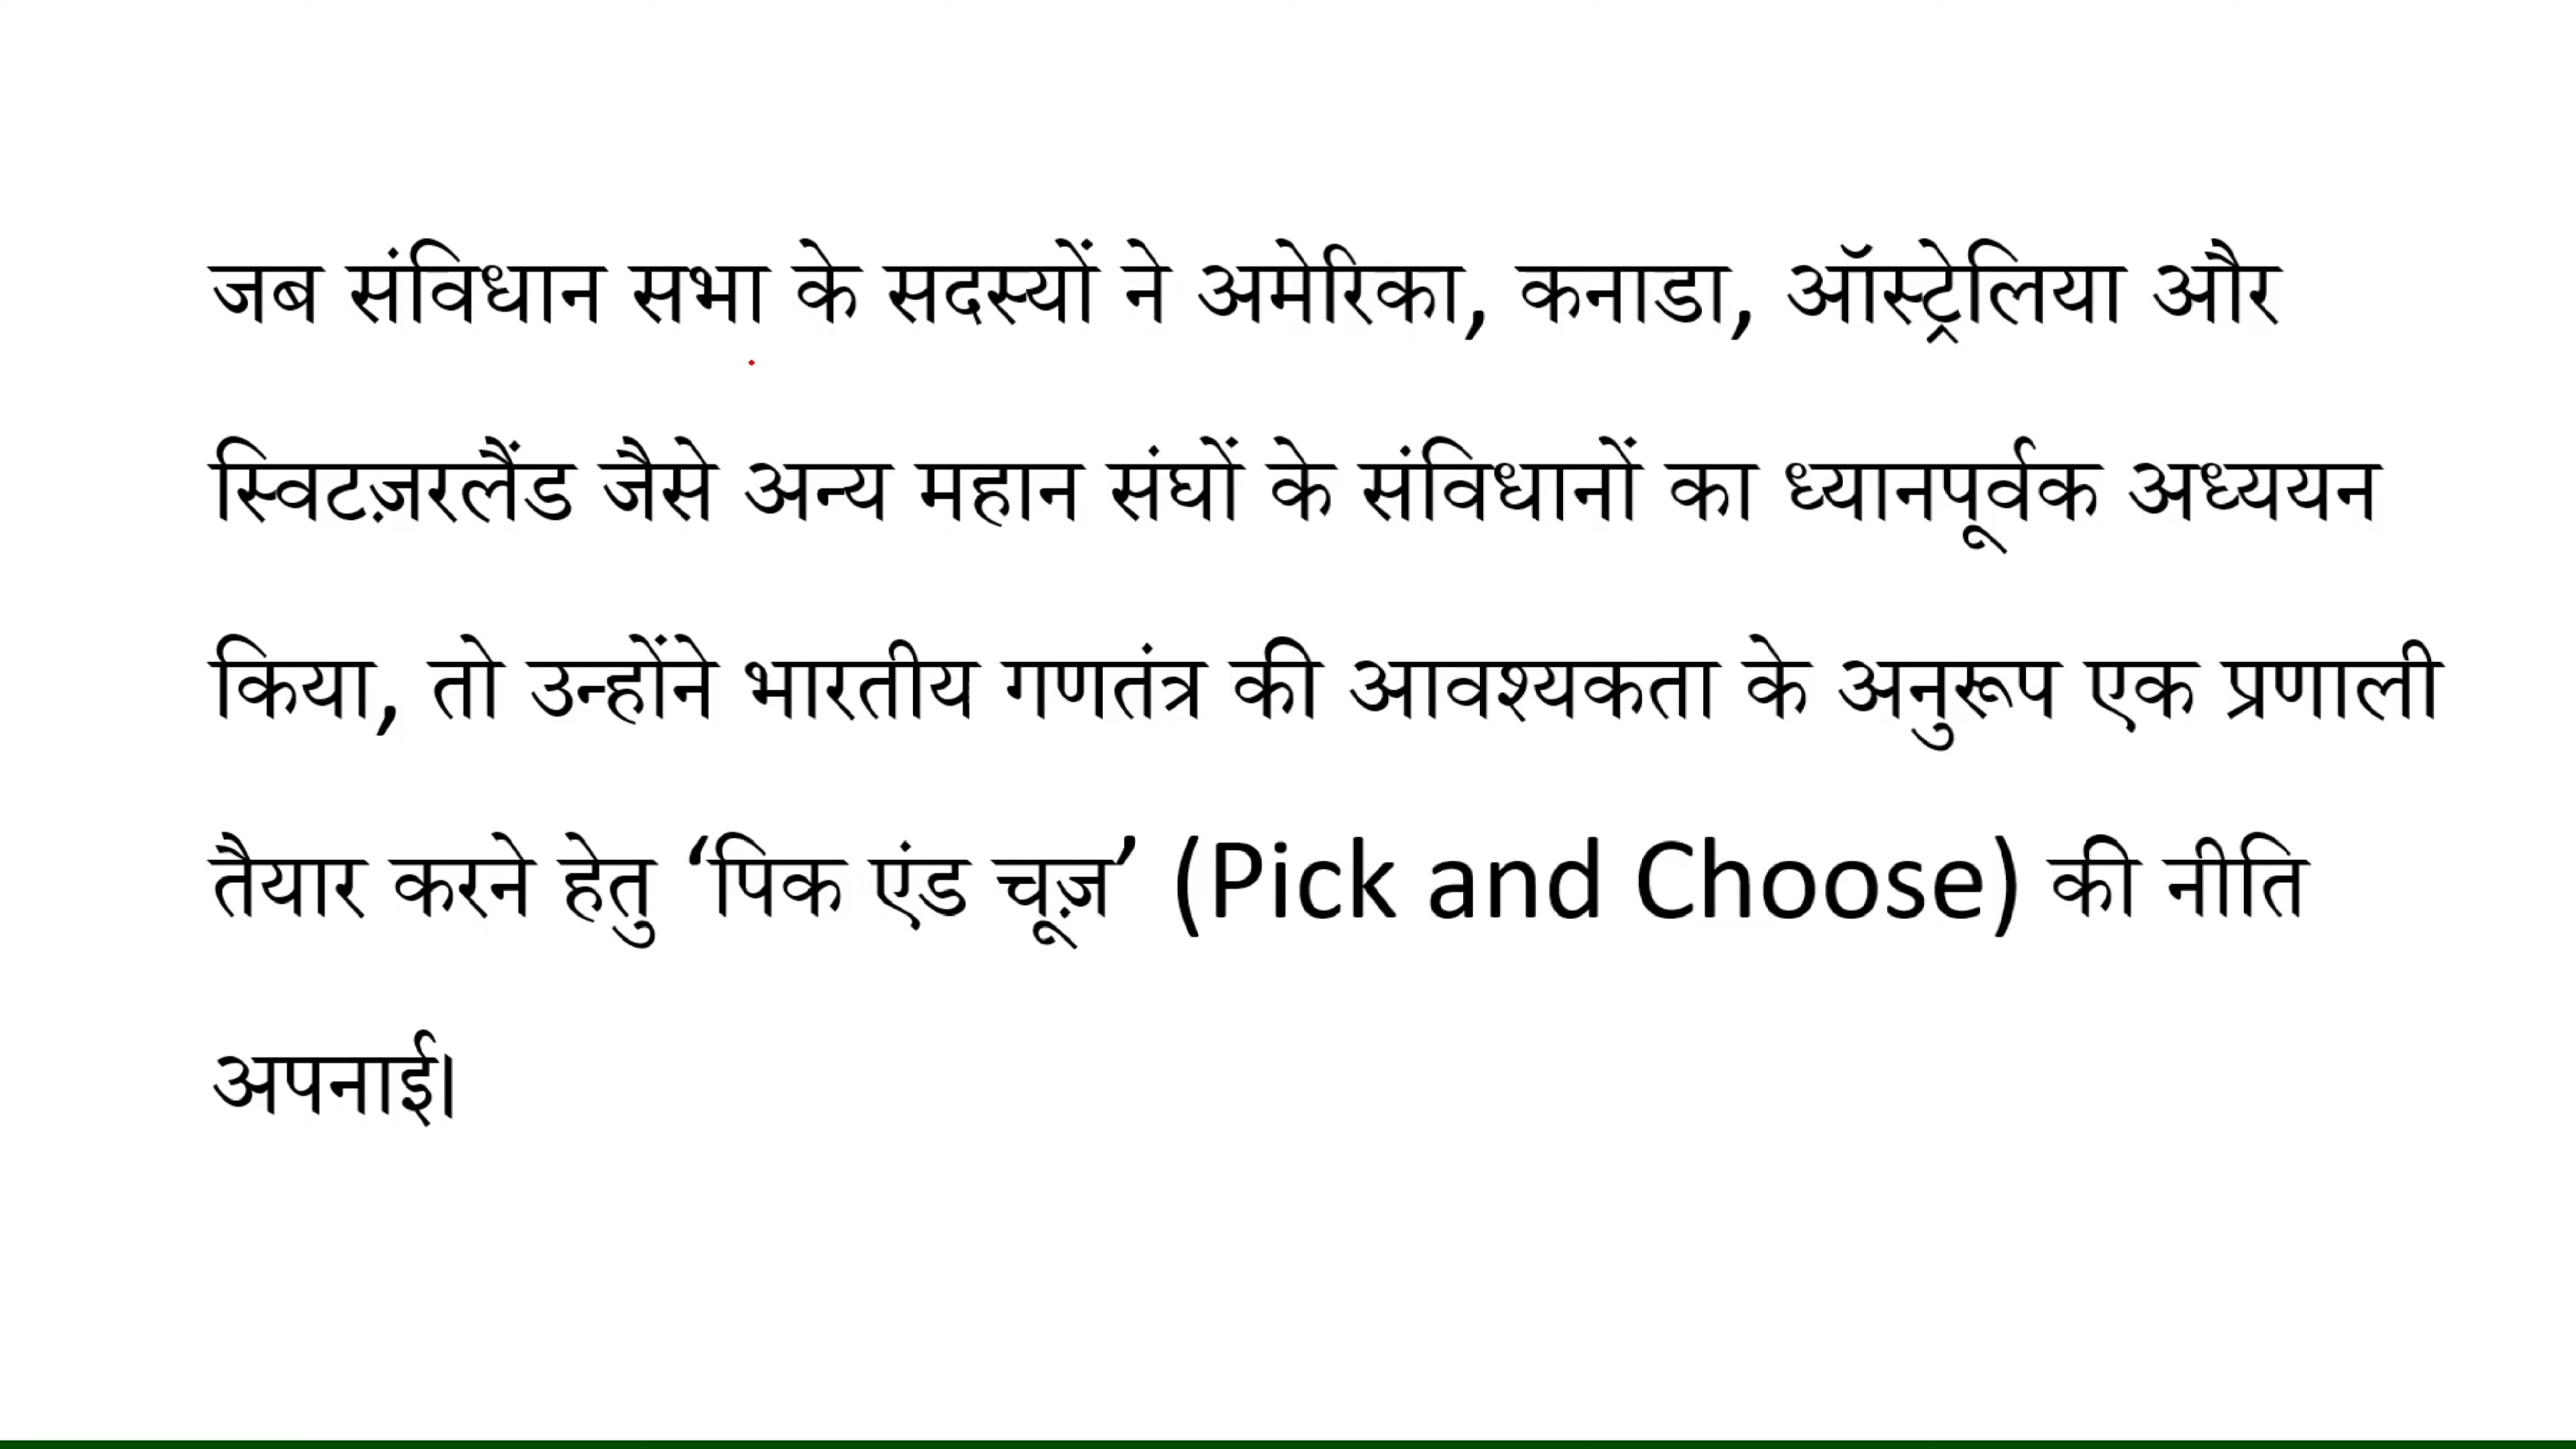 जब संविधान सभा के सदस्यों ने अमेरिका, कनाडा, ऑस्ट्रेलिया और
स्विटज़रलैंड जैसे अन्य महान संघों के संविधानों का ध्यानपूर्वक अध्ययन
किया, तो उन्होंने भारतीय गणतंत्र की आवश्यकता के अनुरूप एक प्रणाली
तैयार करने हेतु ‘पिक एंड चूज़’ (Pick and Choose) की नीति
अपनाई।